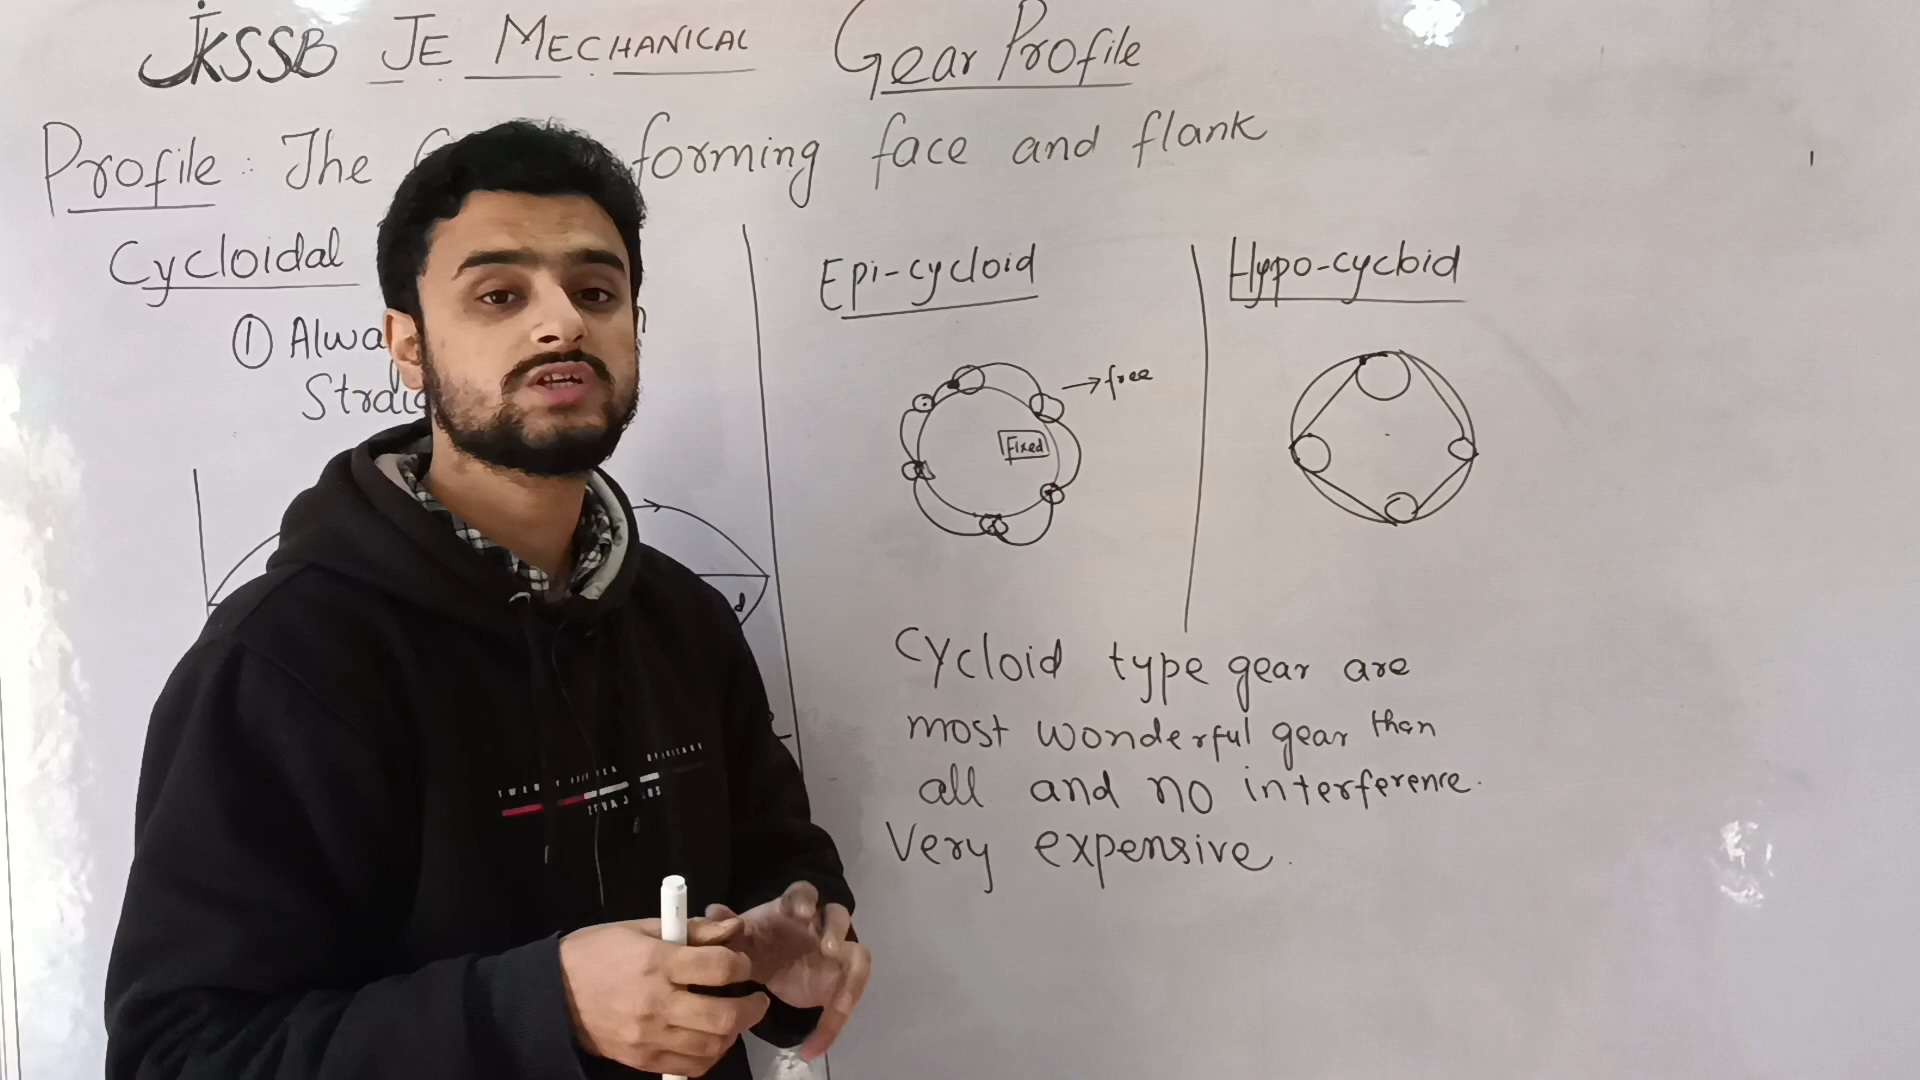 JKSSB JE MECHANICAL Gear Profile
Profile: The forming face and flank
Cycloidal
① Alwa
Straig
Epi-cycloid
→ free
Fixed
Hypo-cycloid
d
Cycloid type gear are
most wonderful gear than
all and no interference.
Very expensive.